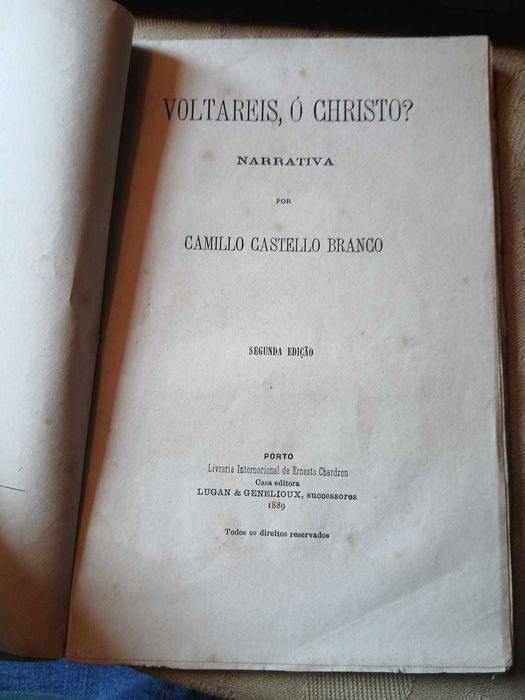 VOLTAREIS, Ó CHRISTO?
NARRATIVA
POR
CAMILLO CASTELLO BRANCO
SEGUNDA EDIÇÃO
PORTO
Livraria Internacional de Ernesto Chardron
Casa editora
LUGAN & GENELIOUX, successores
1889
Todos os direitos reservados